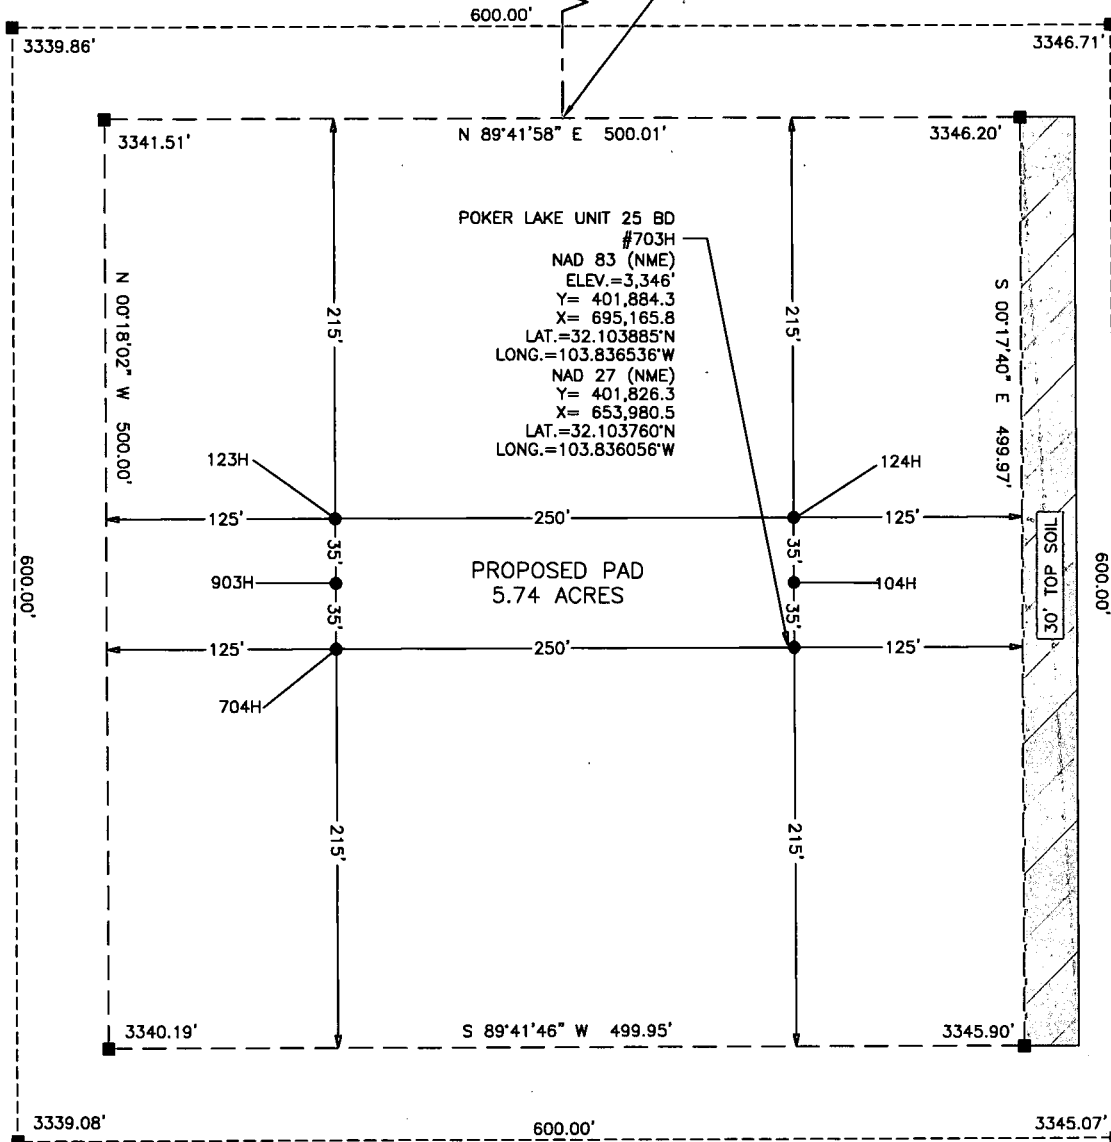 600.00'
3339.86'
3346.71'
3341.51'
N 89°41'58" E 500.01'
3346.20'
POKER LAKE UNIT 25 BD
#703H
NAD 83 (NME)
ELEV.=3,346'
Y= 401,884.3
X= 695,165.8
LAT.=32.103885°N
LONG.=103.836536°W
NAD 27 (NME)
Y= 401,826.3
X= 653,980.5
LAT.=32.103760°N
LONG.=103.836056°W
N 00°18'02" W 500.00'
215'
215'
S 00°17'40" E 499.97'
123H
124H
125'
250'
125'
600.00'
903H
35'
35'
PROPOSED PAD
5.74 ACRES
35'
35'
104H
30' TOP SOIL
600.00'
125'
250'
125'
704H
215'
215'
3340.19'
S 89°41'46" W 499.95'
3345.90'
3339.08'
600.00'
3345.07'